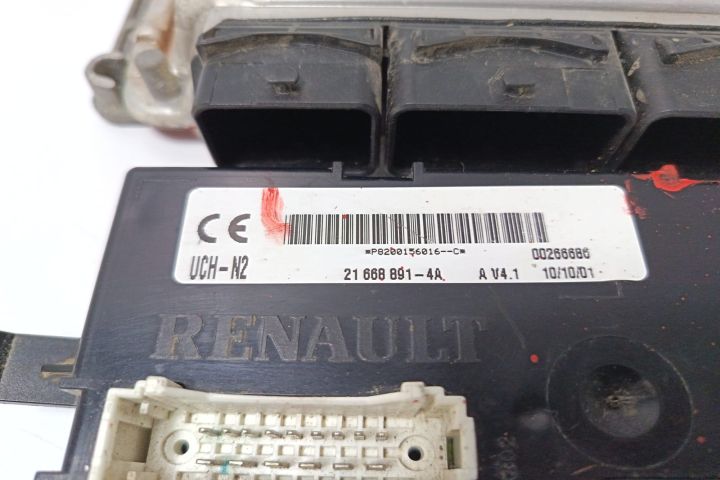 CE
*P8200156016--C*
00266686
UCH-N2
21 668 891-4A
A V4.1
10/10/01
RENAULT